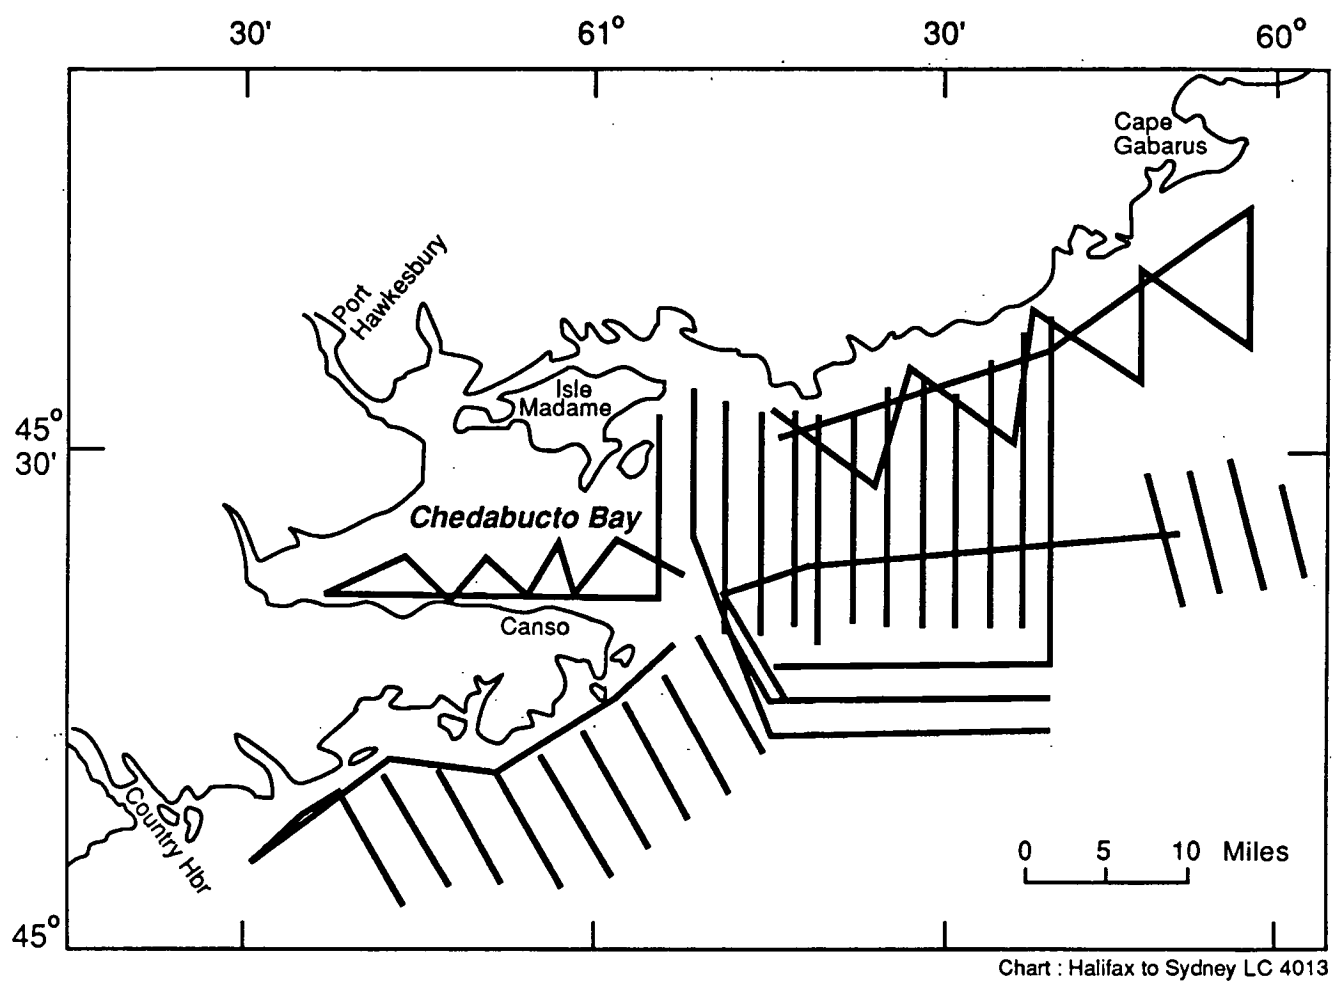 30' 61° 30' 60°
Cape
Gabarus
Port
Hawkesbury
Isle
Madame
45°
30'
Chedabucto Bay
Canso
Country Hbr
0 5 10 Miles
45°
Chart : Halifax to Sydney LC 4013